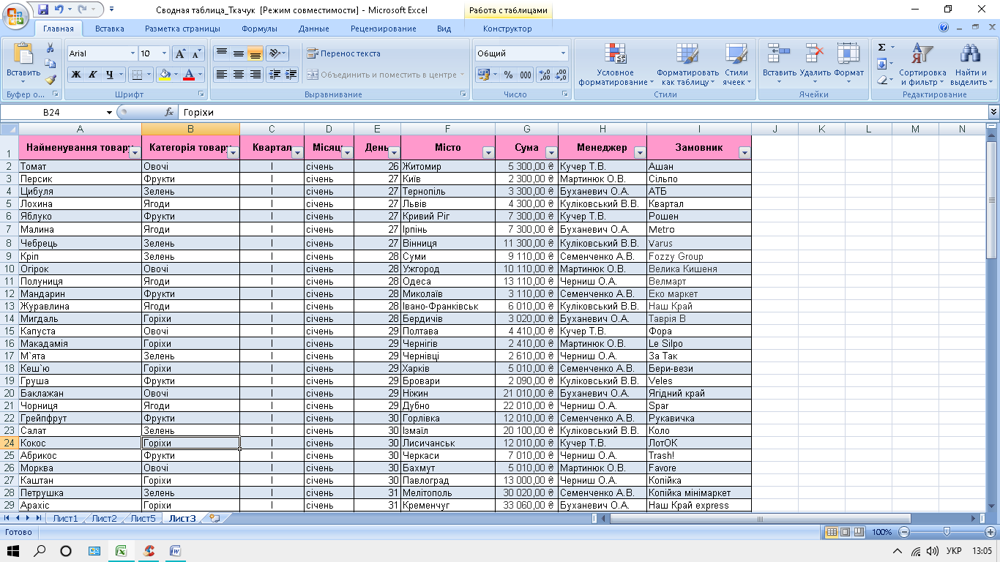 Сводная таблица_Ткачук [Режим совместимости] - Microsoft Excel
Работа с таблицами
Главная Вставка Разметка страницы Формулы Данные Рецензирование Вид Конструктор
Arial 10 Перенос текста Общий
Вставить Ж К Ч Объединить и поместить в центре % 000 Условное форматирование Форматировать как таблицу Стили ячеек Вставить Удалить Формат Сортировка и фильтр Найти и выделить
Буфер о... Шрифт Выравнивание Число Стили Ячейки Редактирование
B24 fx Горіхи
A B C D E F G H I J K L M N
1 Найменування товару Категорія товару Квартал Місяць День Місто Сума Менеджер Замовник
2 Томат Овочі I січень 26 Житомир 5 300,00 ₴ Кучер Т.В. Ашан
3 Персик Фрукти I січень 27 Київ 2 300,00 ₴ Мартинюк О.В. Сільпо
4 Цибуля Зелень I січень 27 Тернопіль 3 300,00 ₴ Буханевич О.А. АТБ
5 Лохина Ягоди I січень 27 Львів 4 300,00 ₴ Куліковський В.В. Квартал
6 Яблуко Фрукти I січень 27 Кривий Ріг 7 300,00 ₴ Кучер Т.В. Рошен
7 Малина Ягоди I січень 27 Ірпінь 7 300,00 ₴ Буханевич О.А. Metro
8 Чебрець Зелень I січень 27 Вінниця 11 300,00 ₴ Куліковський В.В. Varus
9 Кріп Зелень I січень 28 Суми 9 110,00 ₴ Семенченко А.В. Fozzy Group
10 Огірок Овочі I січень 28 Ужгород 10 110,00 ₴ Мартинюк О.В. Велика Кишеня
11 Полуниця Ягоди I січень 28 Одеса 13 110,00 ₴ Черниш О.А. Велмарт
12 Мандарин Фрукти I січень 28 Миколаїв 3 110,00 ₴ Семенченко А.В. Еко маркет
13 Журавлина Ягоди I січень 28 Івано-Франківськ 6 010,00 ₴ Куліковський В.В. Наш Край
14 Мигдаль Горіхи I січень 28 Бердичів 3 020,00 ₴ Буханевич О.А. Таврія В
15 Капуста Овочі I січень 29 Полтава 4 410,00 ₴ Кучер Т.В. Фора
16 Макадамія Горіхи I січень 29 Чернігів 2 410,00 ₴ Мартинюк О.В. Le Silpo
17 М`ята Зелень I січень 29 Чернівці 2 610,00 ₴ Черниш О.А. За Так
18 Кеш`ю Горіхи I січень 29 Харків 5 010,00 ₴ Семенченко А.В. Бери-вези
19 Груша Фрукти I січень 29 Бровари 2 090,00 ₴ Куліковський В.В. Veles
20 Баклажан Овочі I січень 29 Ніжин 21 010,00 ₴ Буханевич О.А. Ягідний край
21 Чорниця Ягоди I січень 29 Дубно 22 010,00 ₴ Черниш О.А. Spar
22 Грейпфрут Фрукти I січень 30 Горлівка 12 010,00 ₴ Семенченко А.В. Рукавичка
23 Салат Зелень I січень 30 Ізмаїл 20 100,00 ₴ Куліковський В.В. Коло
24 Кокос Горіхи I січень 30 Лисичанськ 12 010,00 ₴ Кучер Т.В. ЛотОК
25 Абрикос Фрукти I січень 30 Черкаси 7 010,00 ₴ Черниш О.А. Trash!
26 Морква Овочі I січень 30 Бахмут 5 010,00 ₴ Мартинюк О.В. Favore
27 Каштан Горіхи I січень 30 Павлоград 13 000,00 ₴ Черниш О.А. Копійка
28 Петрушка Зелень I січень 31 Мелітополь 30 020,00 ₴ Семенченко А.В. Копійка мінімаркет
29 Арахіс Горіхи I січень 31 Кременчуг 33 060,00 ₴ Буханевич О.А. Наш Край express
Лист1 Лист2 Лист5 Лист3
Готово 100%
УКР 13:05